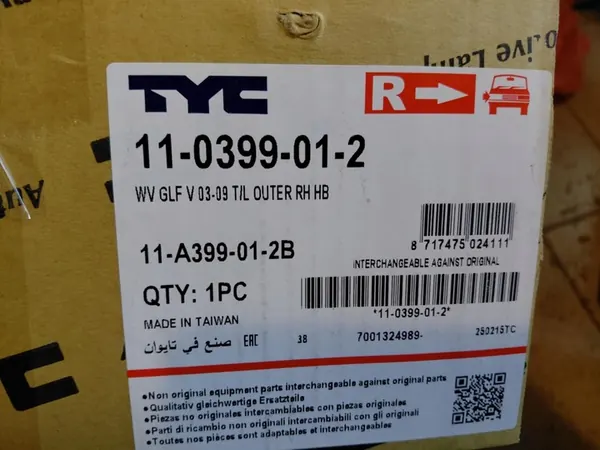 o.ive Lamp
TYC
R
11-0399-01-2
WV GLF V 03-09 T/L OUTER RH HB
8 717475 024111
11-A399-01-2B
INTERCHANGEABLE AGAINST ORIGINAL
QTY: 1PC
*11-0399-01-2*
MADE IN TAIWAN
صنع في تايوان EAC 38 7001324989- 250215TC
•Non original equipment parts interchangeable against original parts
•Qualitativ gleichwertige Ersatzteile
•Piezas no originales intercambiables con piezas originales
•Parti di ricambio non originali intercambiabili con gli originali
•Toutes nos pièces sont adaptables et interchangeables
Auto